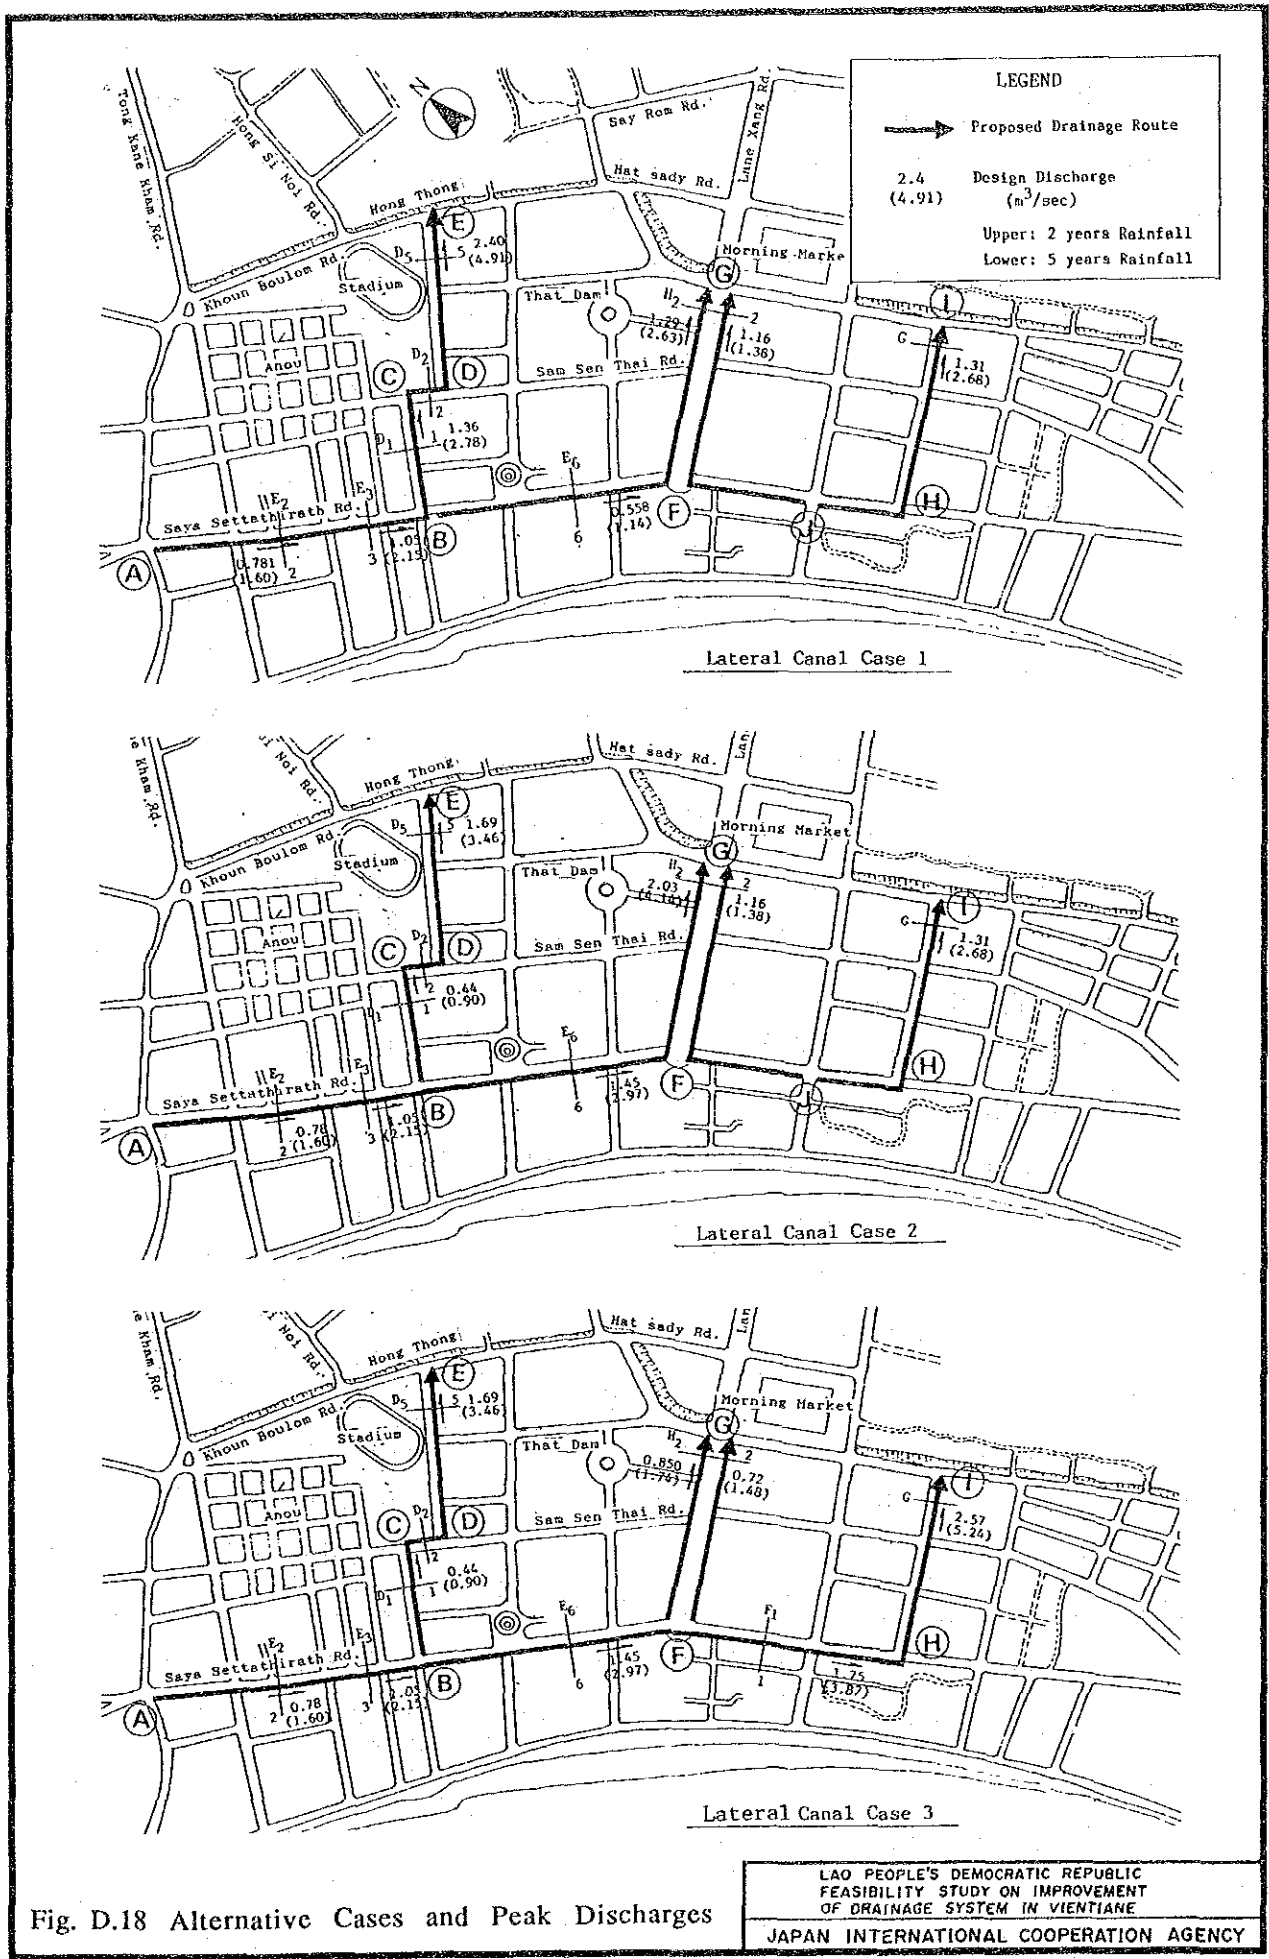 LEGEND
Proposed Drainage Route
2.4
(4.91)
Design Discharge
(m³/sec)
Upper: 2 years Rainfall
Lower: 5 years Rainfall
N
Tong Kane Kham Rd.
Hong Si Noi Rd.
Say Rom Rd.
Lane Xang Rd.
Hat sady Rd.
Hong Thong
E
D5
5
2.40
(4.91)
Morning Marke
G
Khoun Boulom Rd.
Stadium
That Dam
H2
2
1.29
(2.63)
1.16
(1.38)
I
G
1.31
(2.68)
Anou
D2
C
D
Sam Sen Thai Rd.
2
1.36
(2.78)
D1
1
E6
E2
E3
Saya Settathirath Rd.
0.558
(1.14)
F
H
J
6
A
0.781
(1.60)
2
3
1.05
(2.15)
B
Lateral Canal Case 1
e Kham Rd.
i Noi Rd.
Hat sady Rd.
Lan
Hong Thong
E
D5
5
1.69
(3.46)
Morning Market
G
Khoun Boulom Rd.
Stadium
That Dam
H2
2
2.03
1.16
(1.38)
I
G
1.31
(2.68)
Anou
D2
C
D
Sam Sen Thai Rd.
2
0.44
(0.90)
D1
1
E6
E2
E3
Saya Settathirath Rd.
1.45
(2.97)
F
H
J
6
B
A
0.78
(1.60)
2
3
1.05
(2.15)
Lateral Canal Case 2
e Kham Rd.
i Noi Rd.
Hat sady Rd.
Lan
Hong Thong
E
D5
5
1.69
(3.46)
Morning Market
G
Khoun Boulom Rd.
Stadium
That Dam
H2
2
0.850
(1.74)
0.72
(1.48)
I
G
2.57
(5.24)
Anou
D2
C
D
Sam Sen Thai Rd.
2
0.44
(0.90)
D1
1
E6
F1
E2
E3
Saya Settathirath Rd.
1.45
(2.97)
F
H
6
1
1.75
(3.87)
B
A
0.78
(1.60)
2
3
1.05
(2.15)
Lateral Canal Case 3
Fig. D.18 Alternative Cases and Peak Discharges
LAO PEOPLE'S DEMOCRATIC REPUBLIC
FEASIBILITY STUDY ON IMPROVEMENT
OF DRAINAGE SYSTEM IN VIENTIANE
JAPAN INTERNATIONAL COOPERATION AGENCY